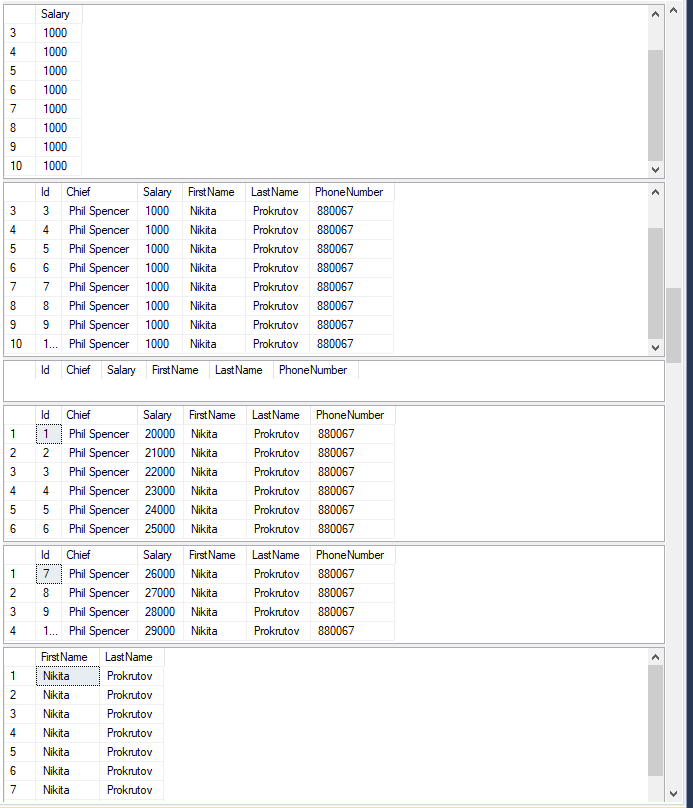 Salary
3 1000
4 1000
5 1000
6 1000
7 1000
8 1000
9 1000
10 1000
Id Chief Salary FirstName LastName PhoneNumber
3 3 Phil Spencer 1000 Nikita Prokrutov 880067
4 4 Phil Spencer 1000 Nikita Prokrutov 880067
5 5 Phil Spencer 1000 Nikita Prokrutov 880067
6 6 Phil Spencer 1000 Nikita Prokrutov 880067
7 7 Phil Spencer 1000 Nikita Prokrutov 880067
8 8 Phil Spencer 1000 Nikita Prokrutov 880067
9 9 Phil Spencer 1000 Nikita Prokrutov 880067
10 1... Phil Spencer 1000 Nikita Prokrutov 880067
Id Chief Salary FirstName LastName PhoneNumber
Id Chief Salary FirstName LastName PhoneNumber
1 1 Phil Spencer 20000 Nikita Prokrutov 880067
2 2 Phil Spencer 21000 Nikita Prokrutov 880067
3 3 Phil Spencer 22000 Nikita Prokrutov 880067
4 4 Phil Spencer 23000 Nikita Prokrutov 880067
5 5 Phil Spencer 24000 Nikita Prokrutov 880067
6 6 Phil Spencer 25000 Nikita Prokrutov 880067
Id Chief Salary FirstName LastName PhoneNumber
1 7 Phil Spencer 26000 Nikita Prokrutov 880067
2 8 Phil Spencer 27000 Nikita Prokrutov 880067
3 9 Phil Spencer 28000 Nikita Prokrutov 880067
4 1... Phil Spencer 29000 Nikita Prokrutov 880067
FirstName LastName
1 Nikita Prokrutov
2 Nikita Prokrutov
3 Nikita Prokrutov
4 Nikita Prokrutov
5 Nikita Prokrutov
6 Nikita Prokrutov
7 Nikita Prokrutov